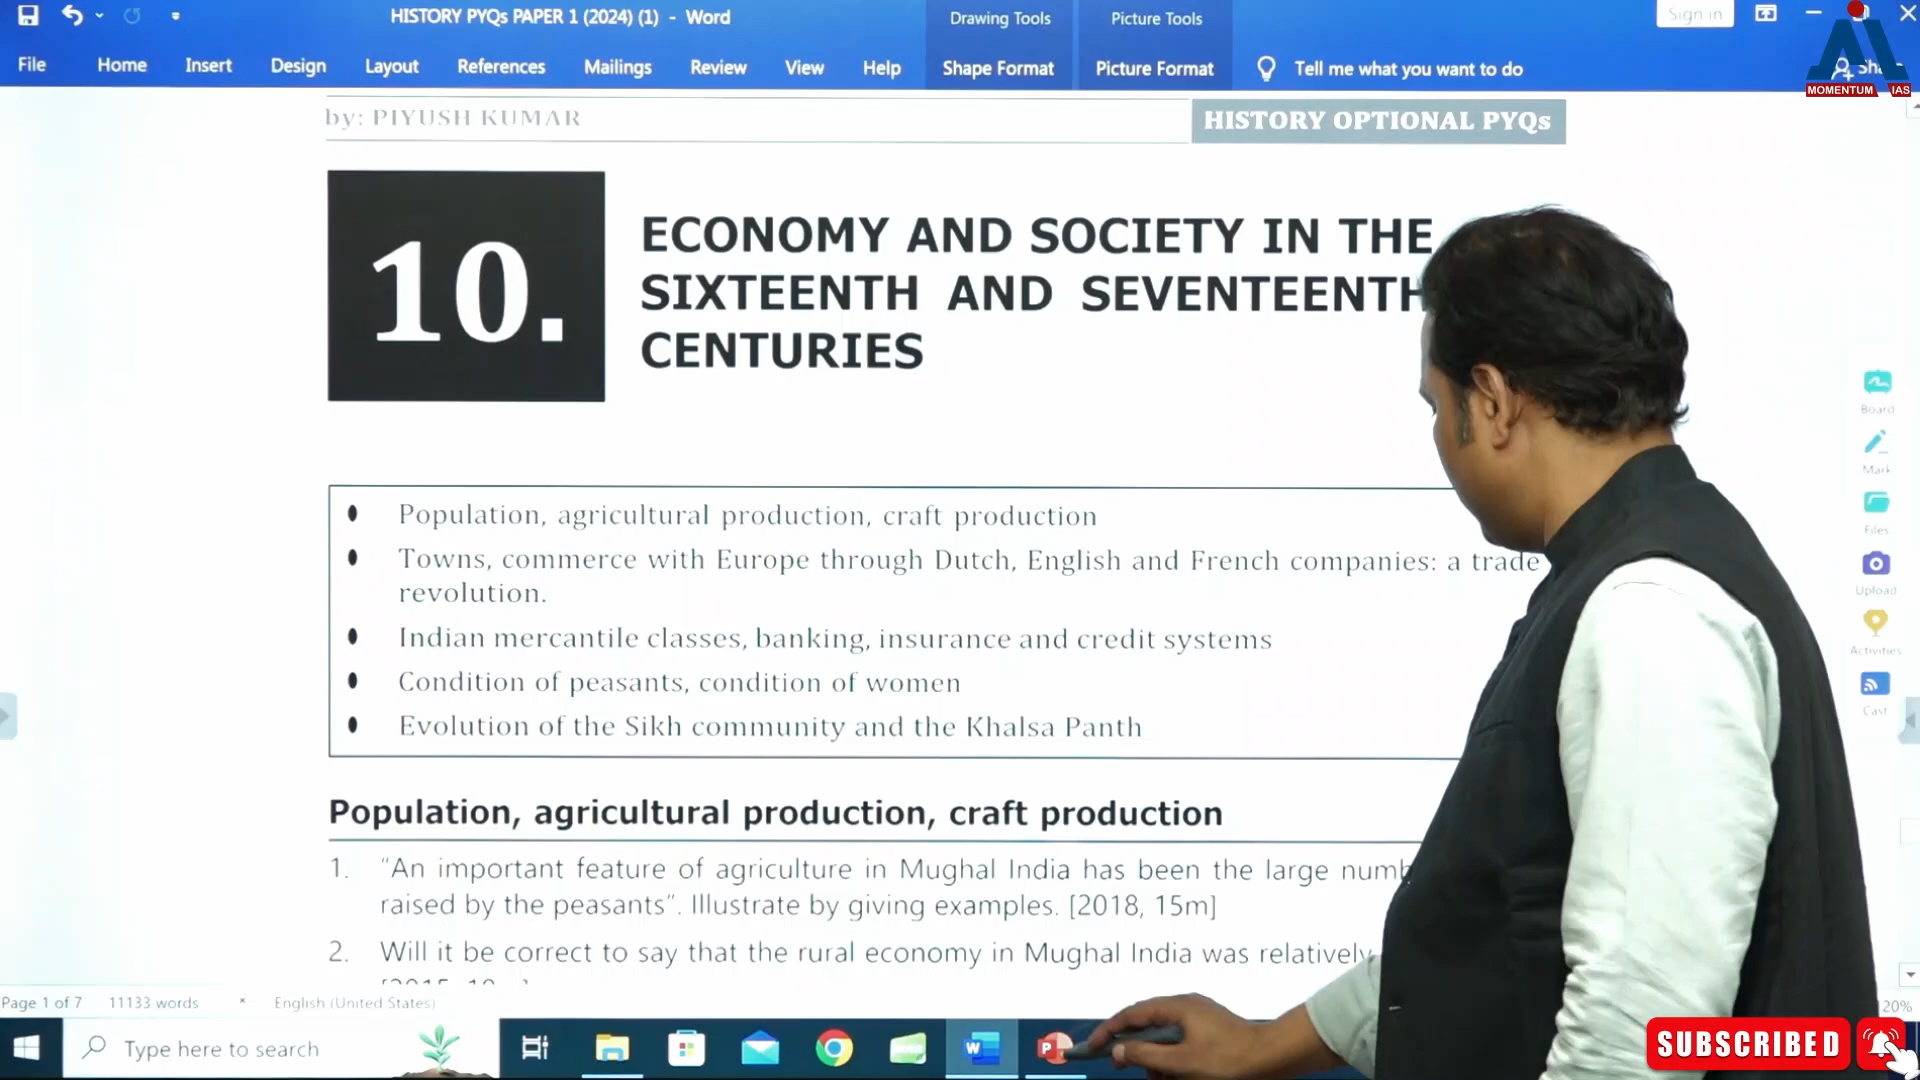 HISTORY PYQs PAPER 1 (2024) (1) - Word
Drawing Tools
Picture Tools
Sign in
File
Home
Insert
Design
Layout
References
Mailings
Review
View
Help
Shape Format
Picture Format
Tell me what you want to do
MOMENTUM IAS
by: PIYUSH KUMAR
HISTORY OPTIONAL PYQs
10.
ECONOMY AND SOCIETY IN THE
SIXTEENTH AND SEVENTEENTH
CENTURIES
Population, agricultural production, craft production
Towns, commerce with Europe through Dutch, English and French companies: a trade
revolution.
Indian mercantile classes, banking, insurance and credit systems
Condition of peasants, condition of women
Evolution of the Sikh community and the Khalsa Panth
Board
Mark
Files
Upload
Activities
Cast
Population, agricultural production, craft production
1. "An important feature of agriculture in Mughal India has been the large
raised by the peasants". Illustrate by giving examples. [2018, 15m]
2. Will it be correct to say that the rural economy in Mughal India was relatively
Page 1 of 7
11133 words
English (United States)
20%
Type here to search
SUBSCRIBED